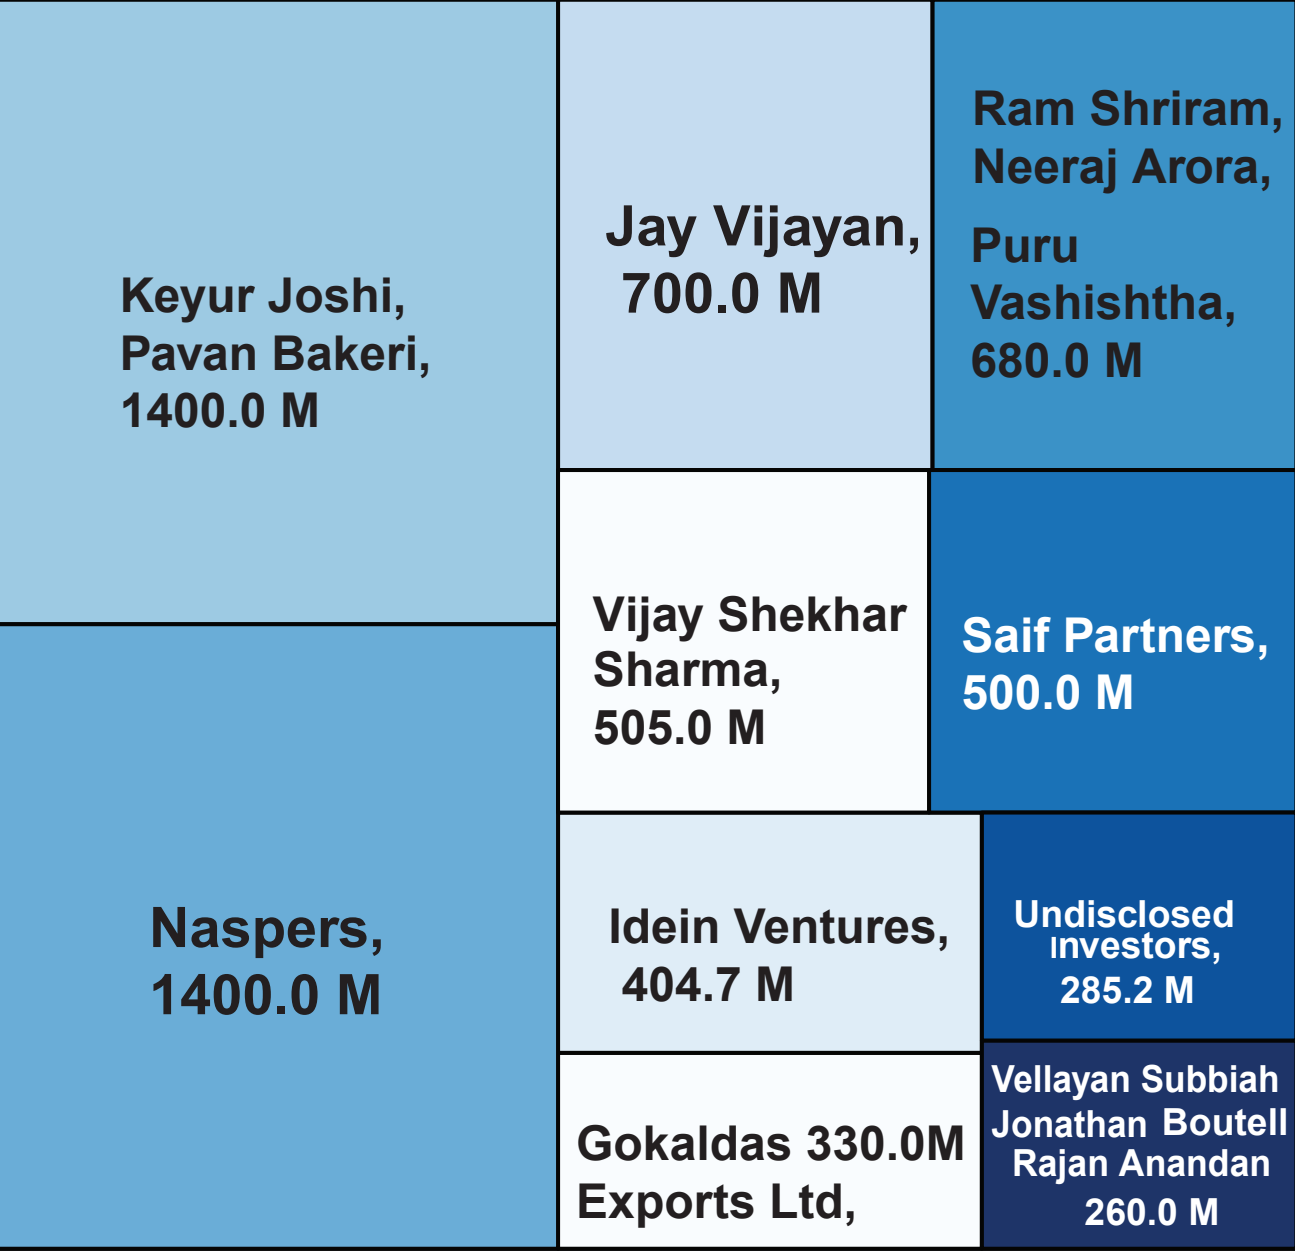 Keyur Joshi,
Pavan Bakeri,
1400.0 M
Naspers,
1400.0 M
Jay Vijayan,
700.0 M
Ram Shriram,
Neeraj Arora,
Puru
Vashishtha,
680.0 M
Vijay Shekhar
Sharma,
505.0 M
Saif Partners,
500.0 M
Idein Ventures,
404.7 M
Undisclosed
Investors,
285.2 M
Gokaldas 330.0M
Exports Ltd,
Vellayan Subbiah
Jonathan Boutell
Rajan Anandan
260.0 M